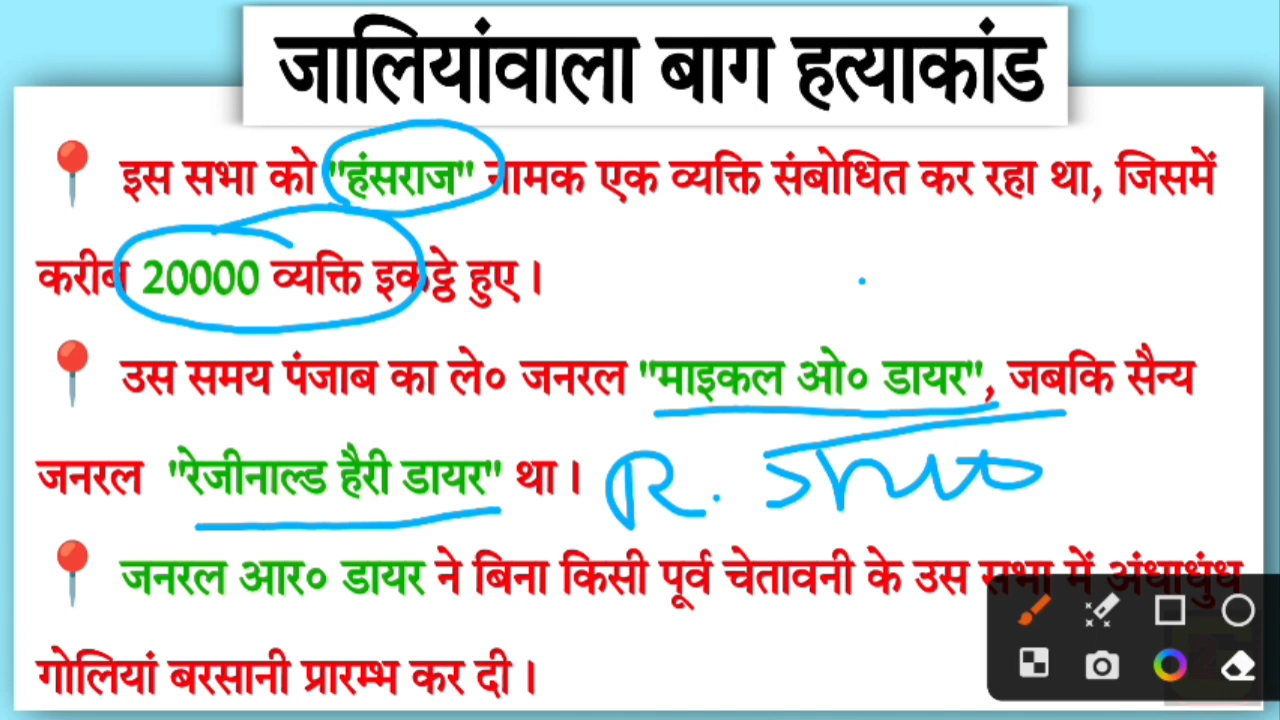 जालियांवाला बाग हत्याकांड
इस सभा को "हंसराज" नामक एक व्यक्ति संबोधित कर रहा था, जिसमें
करीब 20000 व्यक्ति इकट्ठे हुए।
उस समय पंजाब का ले० जनरल "माइकल ओ० डायर", जबकि सैन्य
जनरल "रेजीनाल्ड हैरी डायर" था।
R.
जनरल आर० डायर ने बिना किसी पूर्व चेतावनी के उस सभा में अंधाधुंध
गोलियां बरसानी प्रारम्भ कर दी।